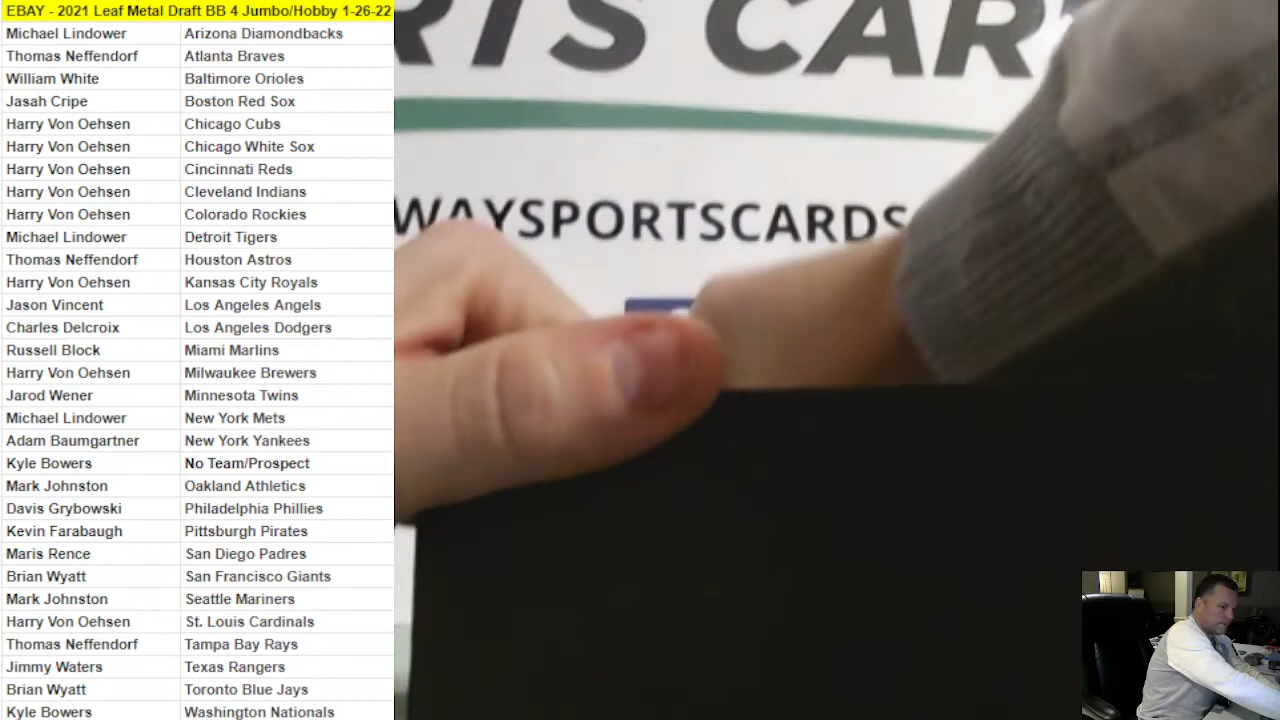 EBAY - 2021 Leaf Metal Draft BB 4 Jumbo/Hobby 1-26-22
Michael Lindower Arizona Diamondbacks
Thomas Neffendorf Atlanta Braves
William White Baltimore Orioles
Jasah Cripe Boston Red Sox
Harry Von Oehsen Chicago Cubs
Harry Von Oehsen Chicago White Sox
Harry Von Oehsen Cincinnati Reds
Harry Von Oehsen Cleveland Indians
Harry Von Oehsen Colorado Rockies
Michael Lindower Detroit Tigers
Thomas Neffendorf Houston Astros
Harry Von Oehsen Kansas City Royals
Jason Vincent Los Angeles Angels
Charles Delcroix Los Angeles Dodgers
Russell Block Miami Marlins
Harry Von Oehsen Milwaukee Brewers
Jarod Wener Minnesota Twins
Michael Lindower New York Mets
Adam Baumgartner New York Yankees
Kyle Bowers No Team/Prospect
Mark Johnston Oakland Athletics
Davis Grybowski Philadelphia Phillies
Kevin Farabaugh Pittsburgh Pirates
Maris Rence San Diego Padres
Brian Wyatt San Francisco Giants
Mark Johnston Seattle Mariners
Harry Von Oehsen St. Louis Cardinals
Thomas Neffendorf Tampa Bay Rays
Jimmy Waters Texas Rangers
Brian Wyatt Toronto Blue Jays
Kyle Bowers Washington Nationals
RTS CAR
WAYSPORTSCARDS